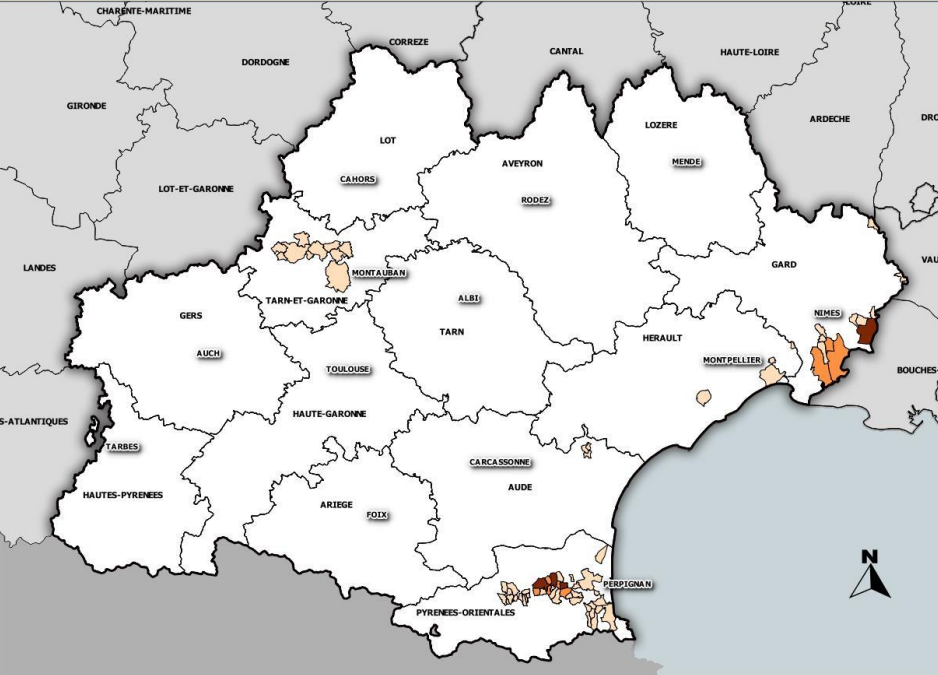 LOIRE
CHARENTE-MARITIME
CORREZE
CANTAL
HAUTE-LOIRE
DORDOGNE
GIRONDE
ARDECHE
DRO
LOT
LOZERE
AVEYRON
MENDE
CAHORS
LOT-ET-GARONNE
RODEZ
VAU
LANDES
GARD
MONTAUBAN
TARN-ET-GARONNE
ALBI
GERS
NIMES
TARN
HERAULT
AUCH
MONTPELLIER
TOULOUSE
BOUCHES-
HAUTE-GARONNE
S-ATLANTIQUES
TARBES
CARCASSONNE
AUDE
HAUTES-PYRENEES
ARIEGE
FOIX
N
PERPIGNAN
PYRENEES-ORIENTALES